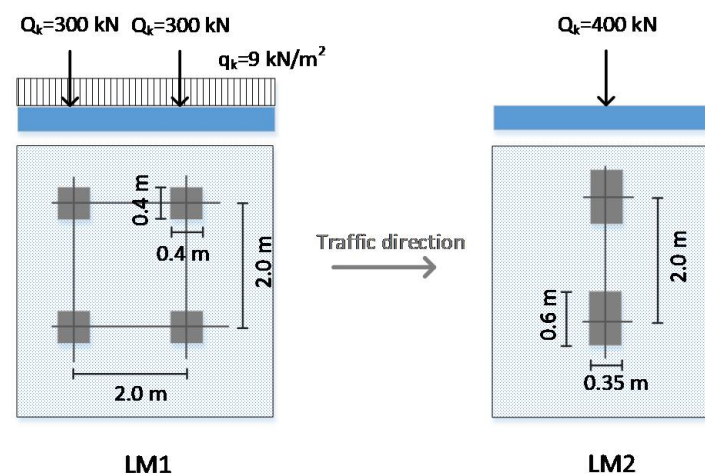 Qₖ=300 kN Qₖ=300 kN
qₖ=9 kN/m²
0.4 m
0.4 m
2.0 m
2.0 m
LM1
Traffic direction
Qₖ=400 kN
2.0 m
0.6 m
0.35 m
LM2